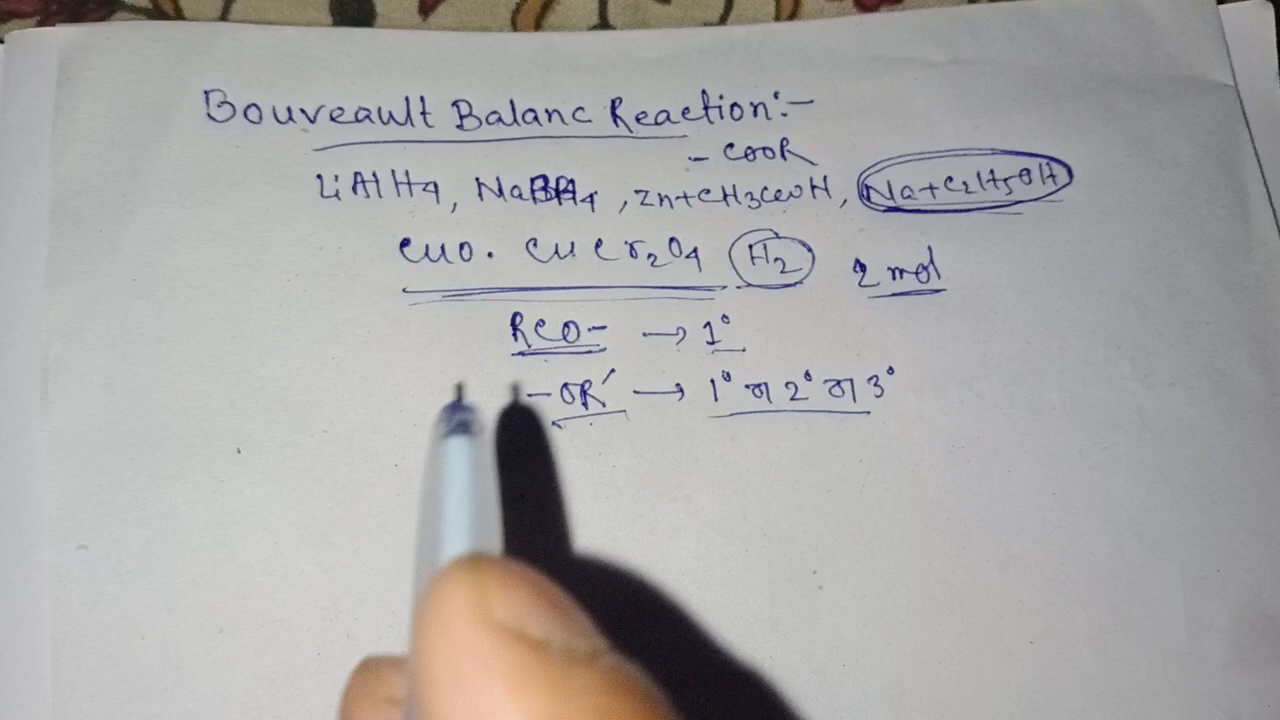 Bouveault Balanc Reaction:-
- COOR
LiAlH4, NaBH4, Zn+CH3COOH, Na+C2H5OH
CuO. CuCr2O4 H2 2 mol
RCO- → 1°
-OR' → 1° বা 2° বা 3°